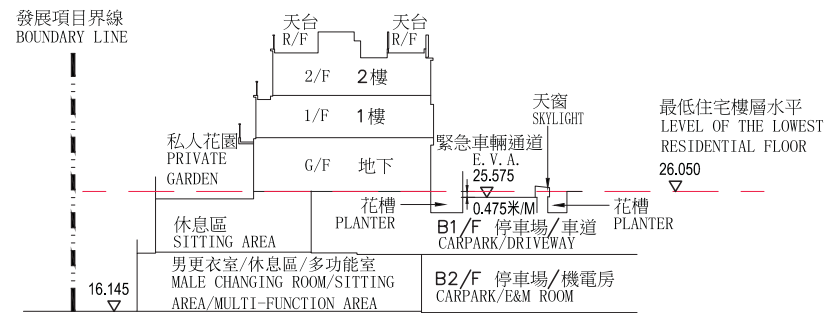 發展項目界線
BOUNDARY LINE
天台
R/F
天台
R/F
2/F 2樓
1/F 1樓
G/F 地下
私人花園
PRIVATE
GARDEN
緊急車輛通道
E.V.A.
25.575
天窗
SKYLIGHT
最低住宅樓層水平
LEVEL OF THE LOWEST
RESIDENTIAL FLOOR
26.050
花槽
PLANTER
0.475米/M
花槽
PLANTER
休息區
SITTING AREA
B1/F 停車場/車道
CARPARK/DRIVEWAY
男更衣室/休息區/多功能室
MALE CHANGING ROOM/SITTING
AREA/MULTI-FUNCTION AREA
B2/F 停車場/機電房
CARPARK/E&M ROOM
16.145